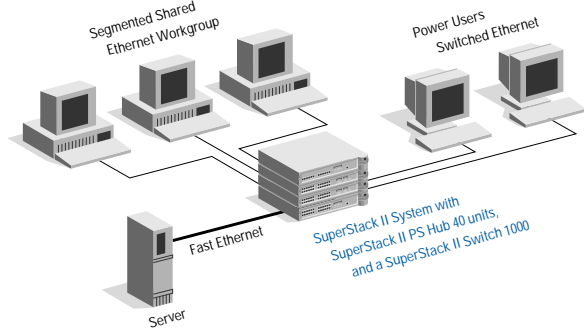 Segmented Shared
Ethernet Workgroup
Power Users
Switched Ethernet
Fast Ethernet
SuperStack II System with
SuperStack II PS Hub 40 units,
and a SuperStack II Switch 1000
Server